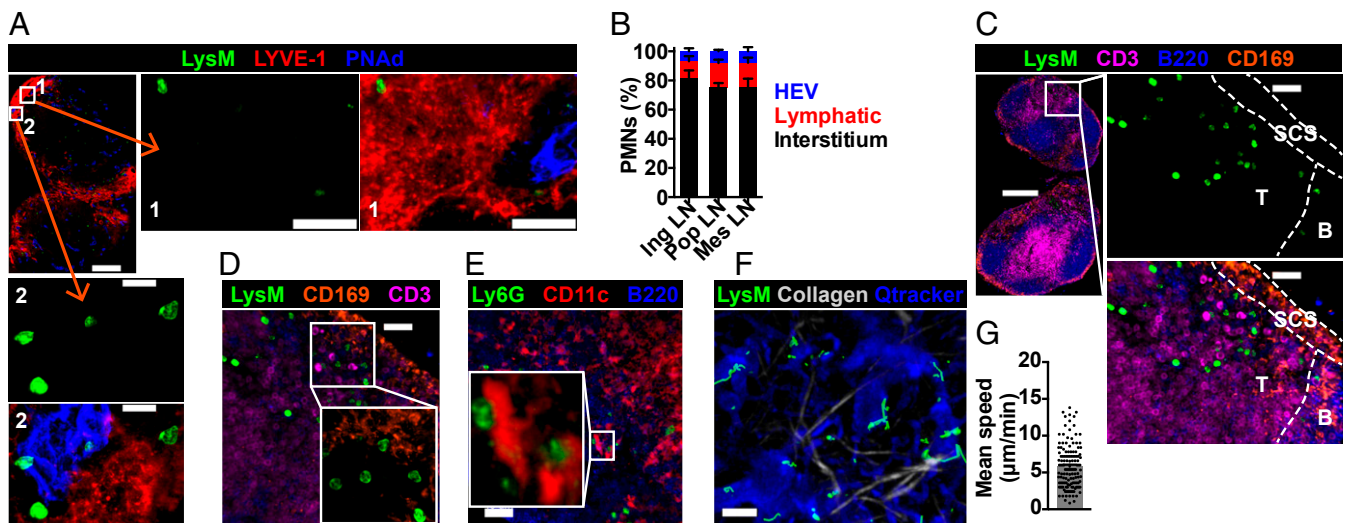 A
LysM LYVE-1 PNAd
1
2
1
1
2
2
B
PMNs (%)
100
80
60
40
20
0
HEV
Lymphatic
Interstitium
Ing LN
Pop LN
Mes LN
C
LysM CD3 B220 CD169
SCS
T
B
SCS
T
B
D
LysM CD169 CD3
E
Ly6G CD11c B220
F
LysM Collagen Qtracker
G
Mean speed
(µm/min)
20
15
10
5
0